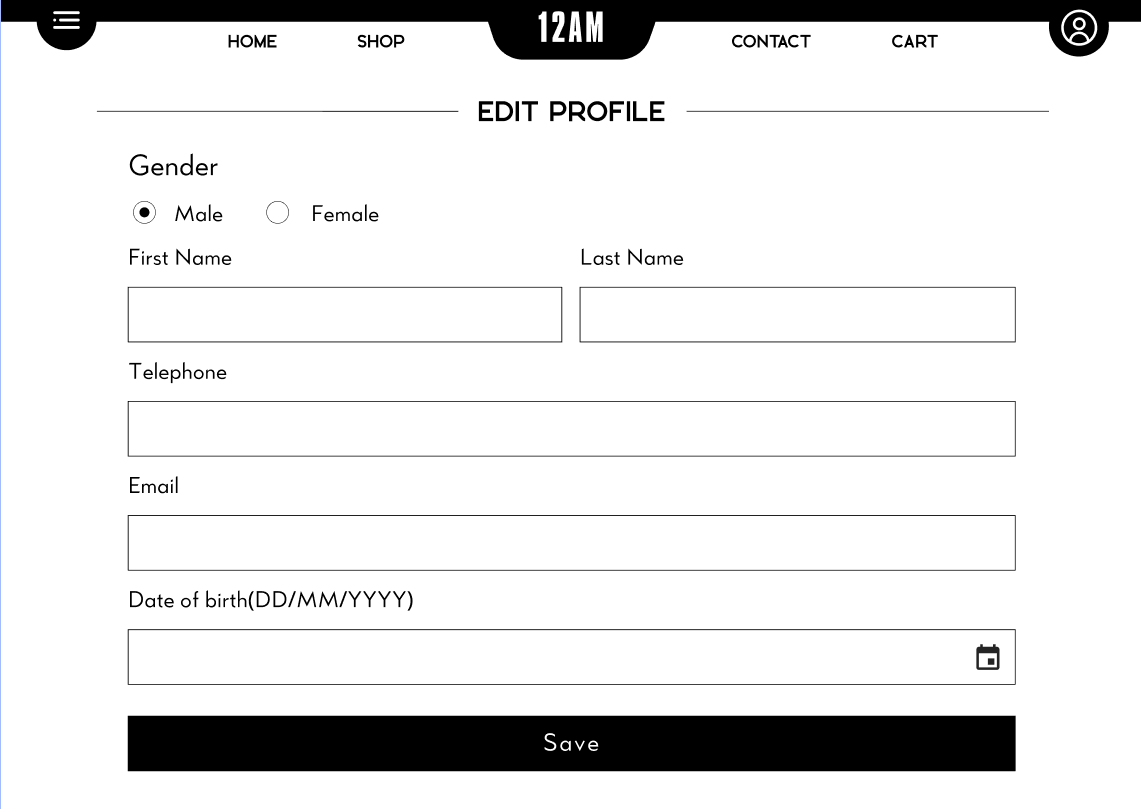 12AM
HOME SHOP CONTACT CART
EDIT PROFILE
Gender
Male Female
First Name Last Name
Telephone
Email
Date of birth(DD/MM/YYYY)
Save